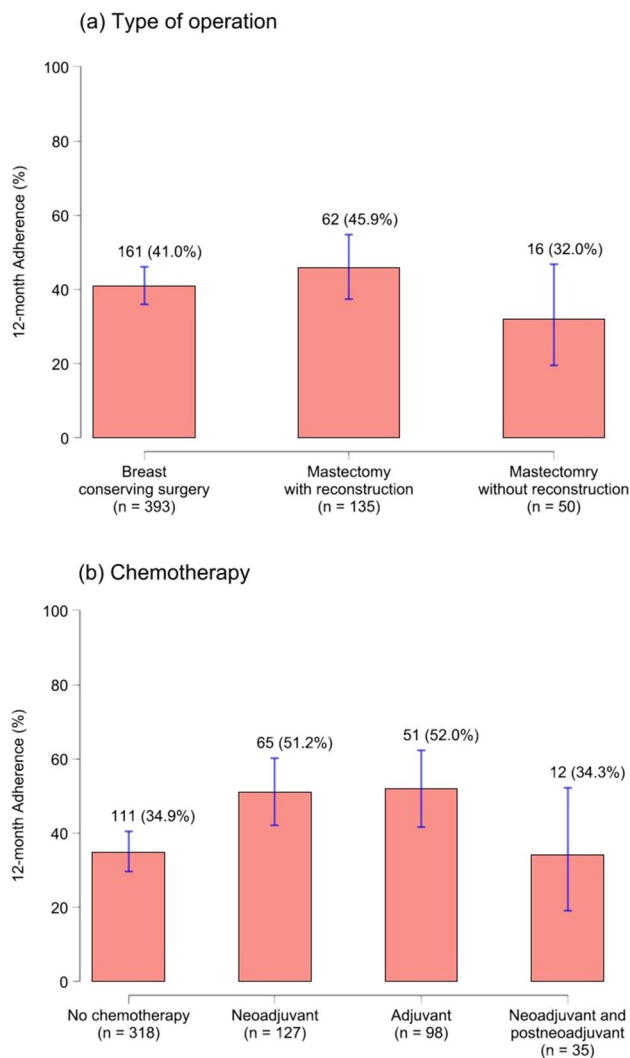 (a) Type of operation
100
80
60
40
20
0
12-month Adherence (%)
161 (41.0%)
62 (45.9%)
16 (32.0%)
Breast
conserving surgery
(n = 393)
Mastectomy
with reconstruction
(n = 135)
Mastectomry
without reconstruction
(n = 50)
(b) Chemotherapy
100
80
60
40
20
0
12-month Adherence (%)
111 (34.9%)
65 (51.2%)
51 (52.0%)
12 (34.3%)
No chemotherapy
(n = 318)
Neoadjuvant
(n = 127)
Adjuvant
(n = 98)
Neoadjuvant and
postneoadjuvant
(n = 35)